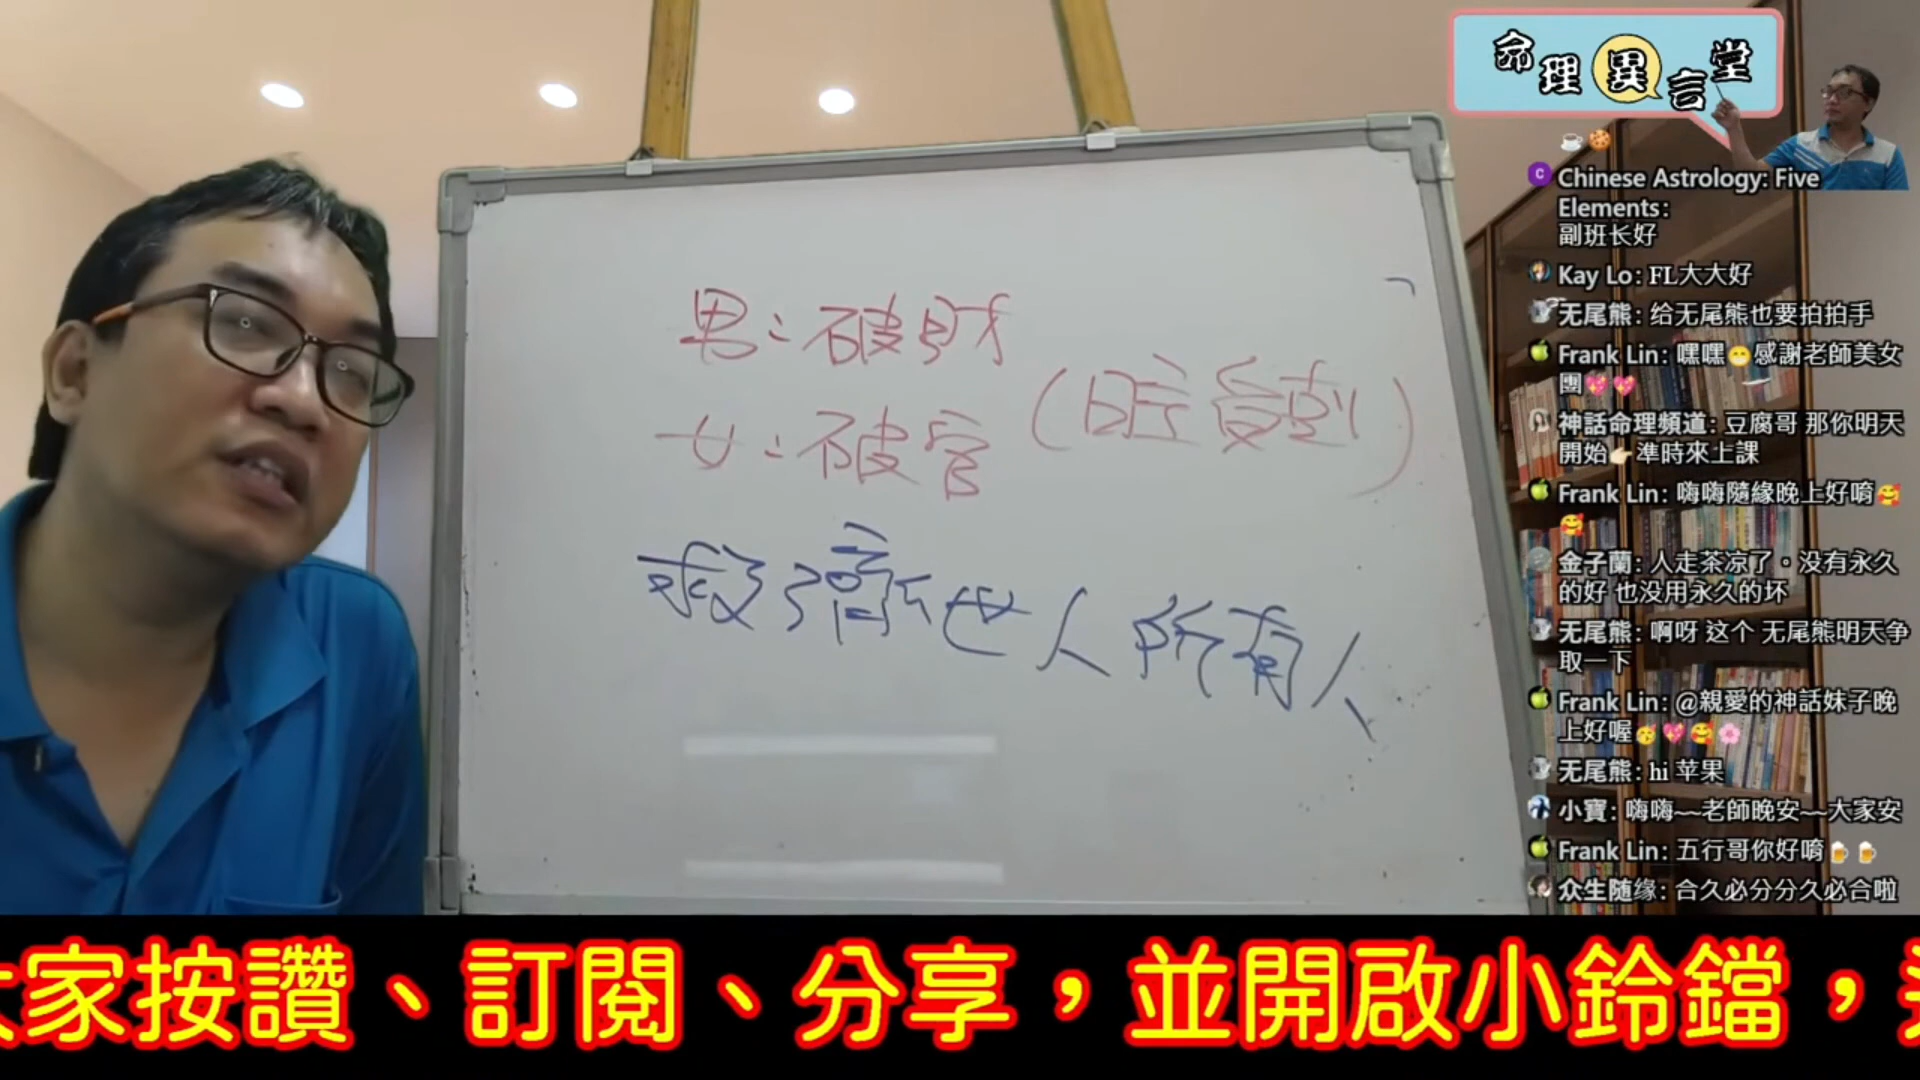 命理異言堂
Chinese Astrology: Five
Elements:
副班长好
Kay Lo: FL大大好
无尾熊: 给无尾熊也要拍拍手
Frank Lin: 嘿嘿😁感謝老師美女
團💖💖
神話命理頻道: 豆腐哥 那你明天
開始👉🏻準時來上課
Frank Lin: 嗨嗨隨緣晚上好唷🥰
🥰
金子蘭: 人走茶凉了。没有永久
的好 也没用永久的坏
无尾熊: 啊呀 这个 无尾熊明天争
取一下
Frank Lin: @親愛的神話妹子晚
上好喔🥳💖🥰🌸
无尾熊: hi 苹果
小寶: 嗨嗨~~老師晚安~~大家安
Frank Lin: 五行哥你好唷🍺🍺
众生随缘: 合久必分分久必合啦
男:破財
女:破官
(旺受剋)
救濟世人所有人
家按讚、訂閱、分享，並開啟小鈴鐺，